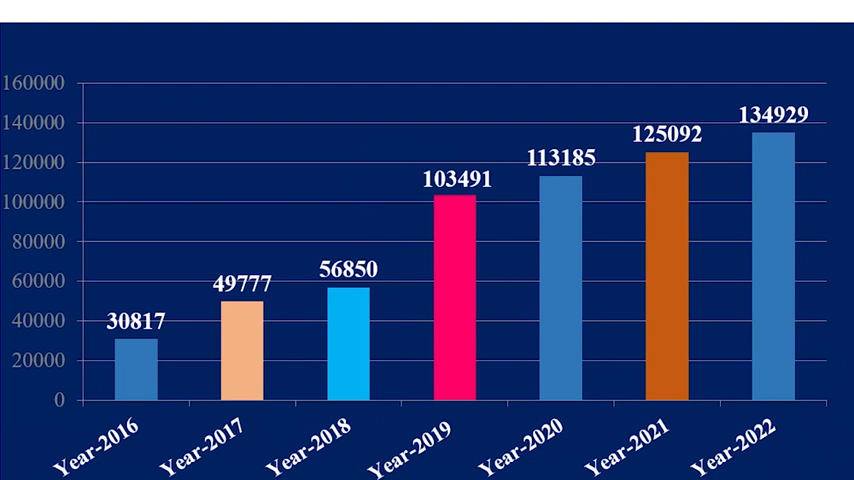 160000
140000
120000
100000
80000
60000
40000
20000
0
30817
49777
56850
103491
113185
125092
134929
Year-2016
Year-2017
Year-2018
Year-2019
Year-2020
Year-2021
Year-2022